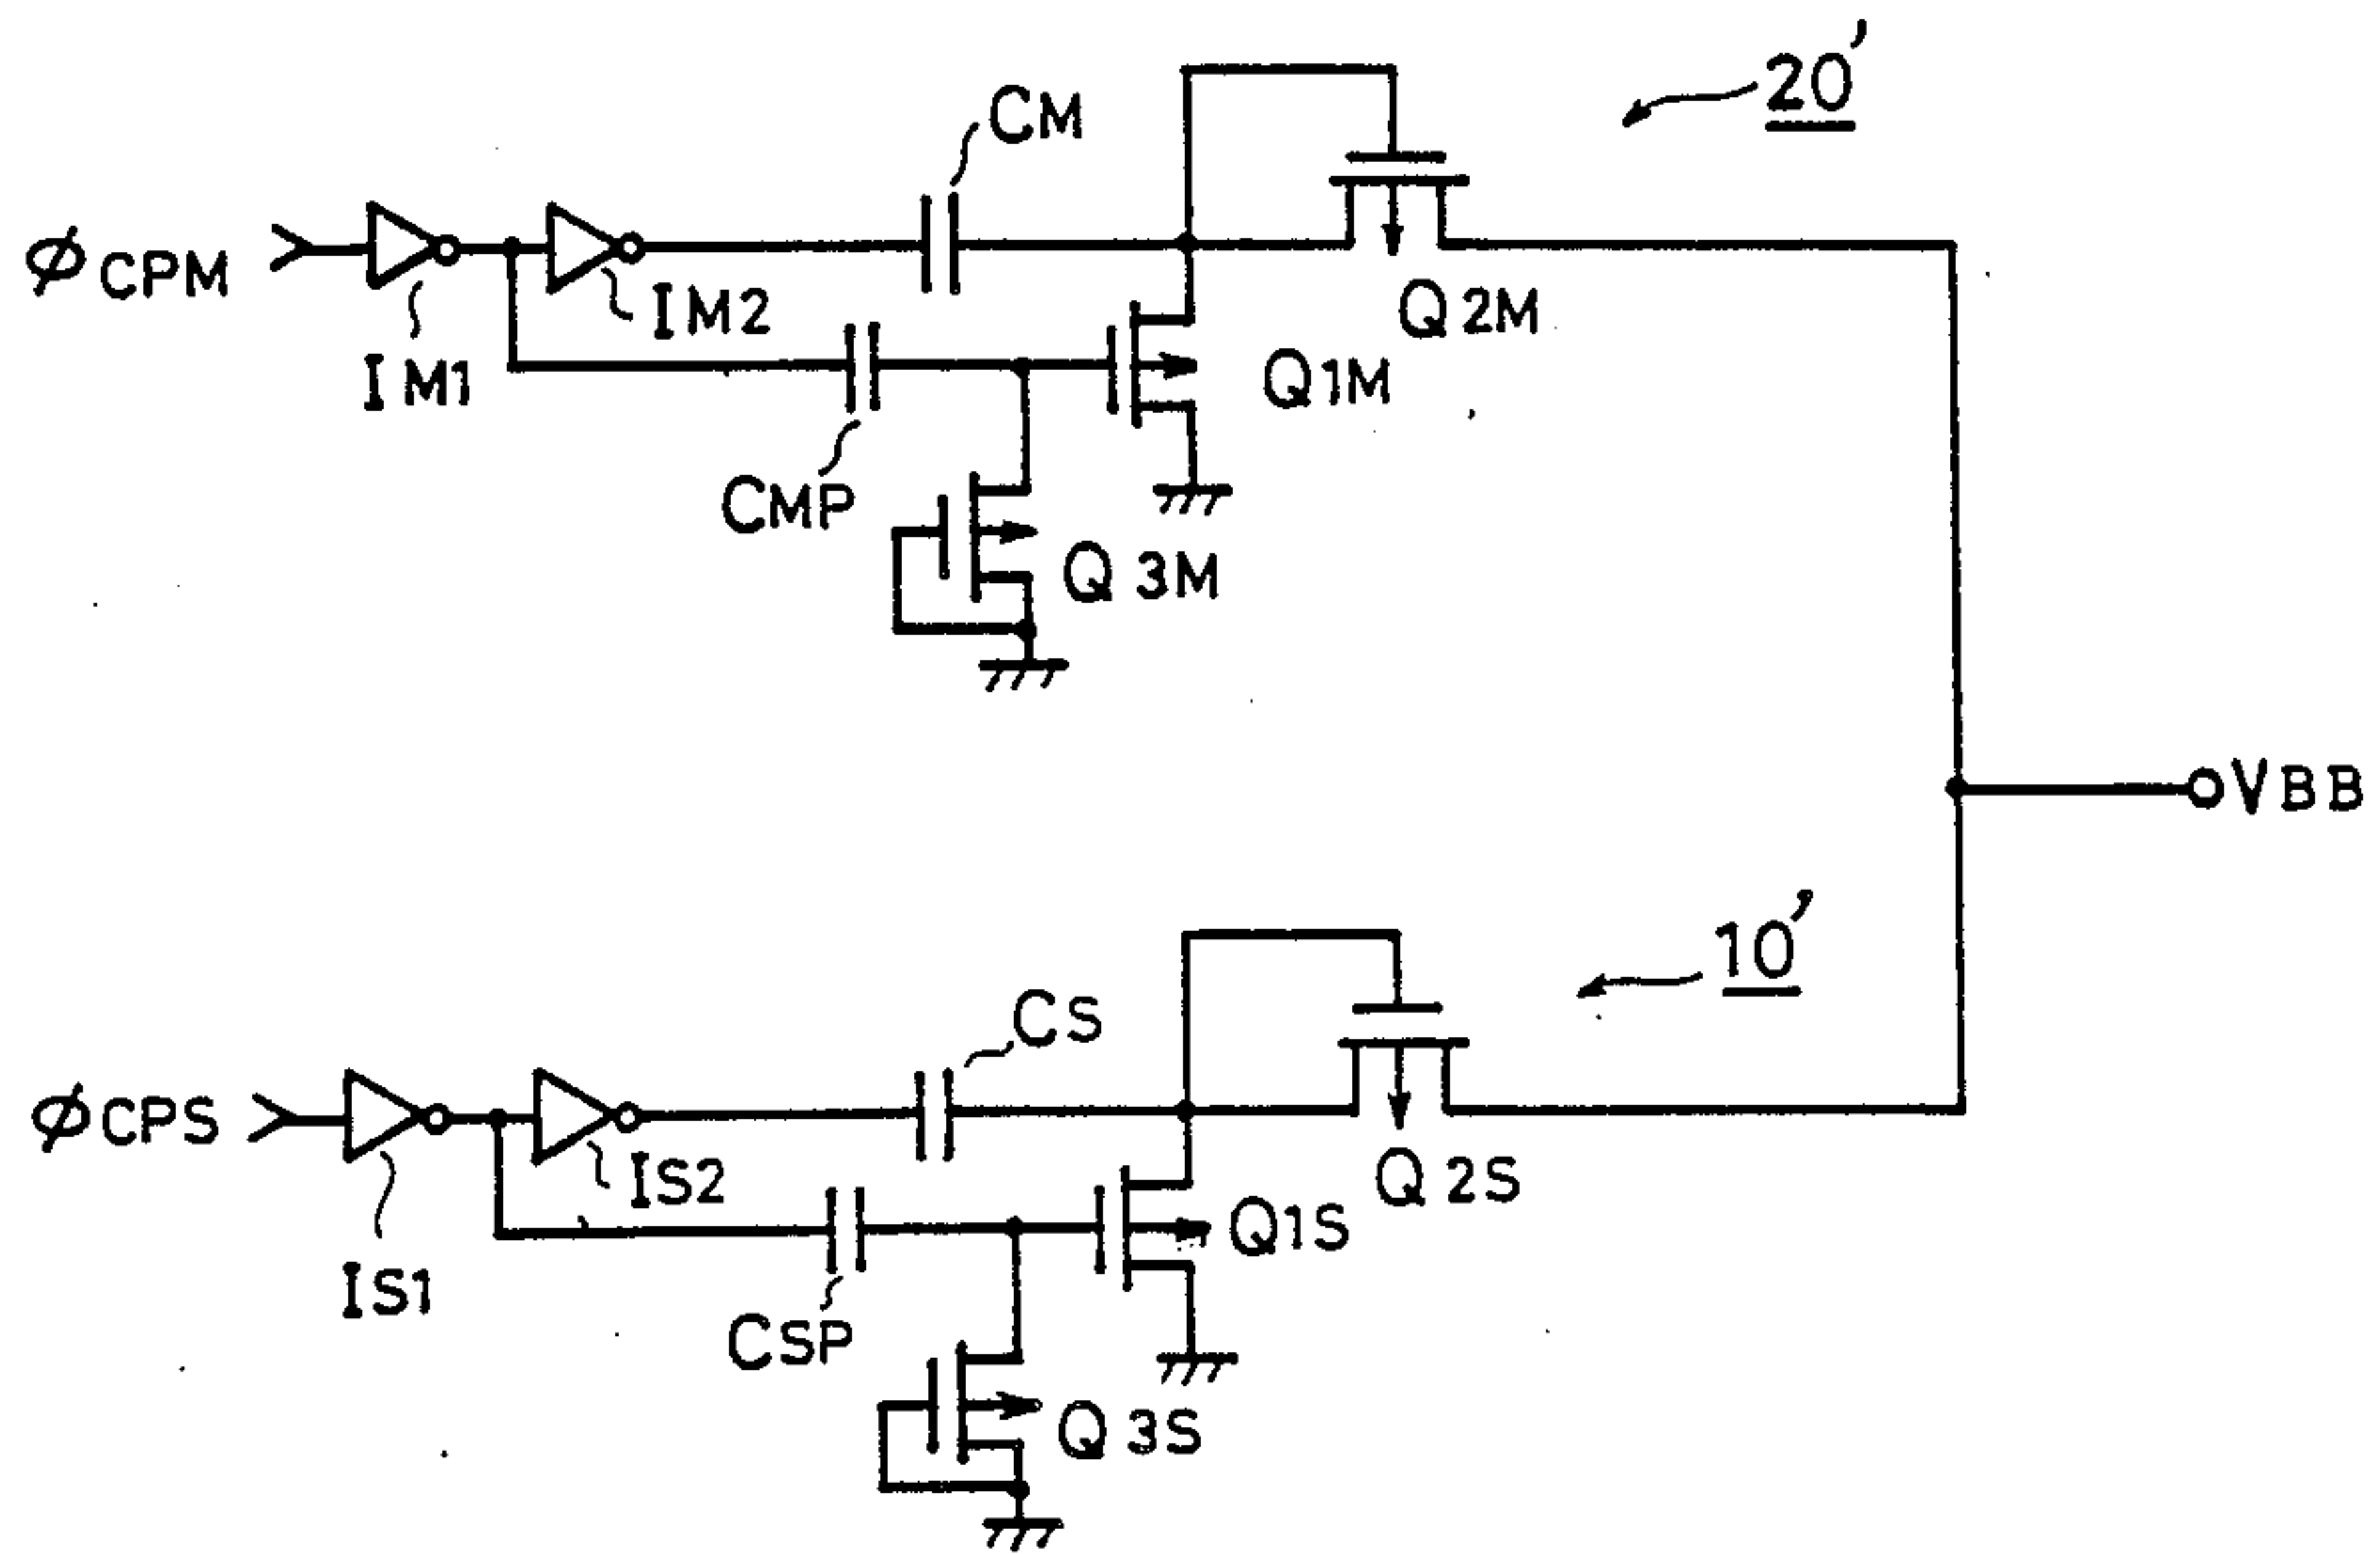 20'
CM
φCPM
IM2
Q2M
IM1
Q1M
CMP
Q3M
VBB
10'
CS
φCPS
IS2
Q2S
Q1S
IS1
CSP
Q3S